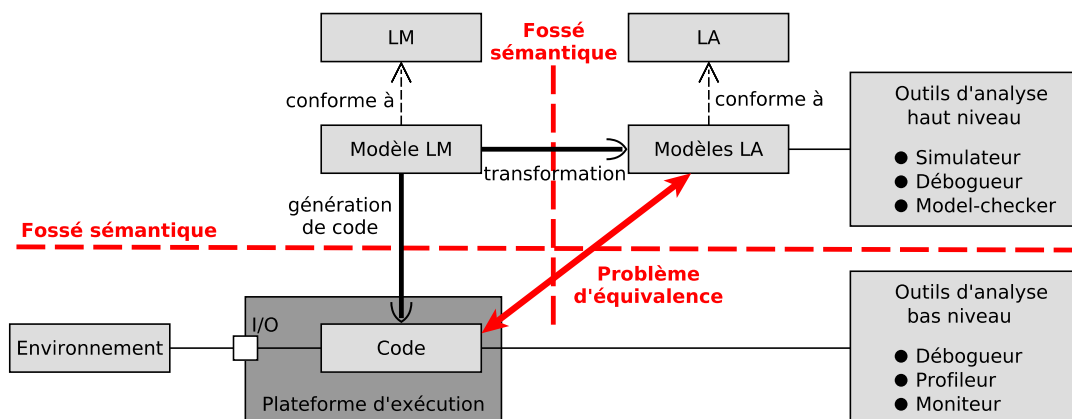 LM
Fossé
sémantique
LA
conforme à
conforme à
Outils d'analyse
haut niveau
● Simulateur
● Débogueur
● Model-checker
Modèle LM
transformation
Modèles LA
génération
de code
Fossé sémantique
Problème
d'équivalence
Outils d'analyse
bas niveau
● Débogueur
● Profileur
● Moniteur
Environnement
I/O
Code
Plateforme d'exécution